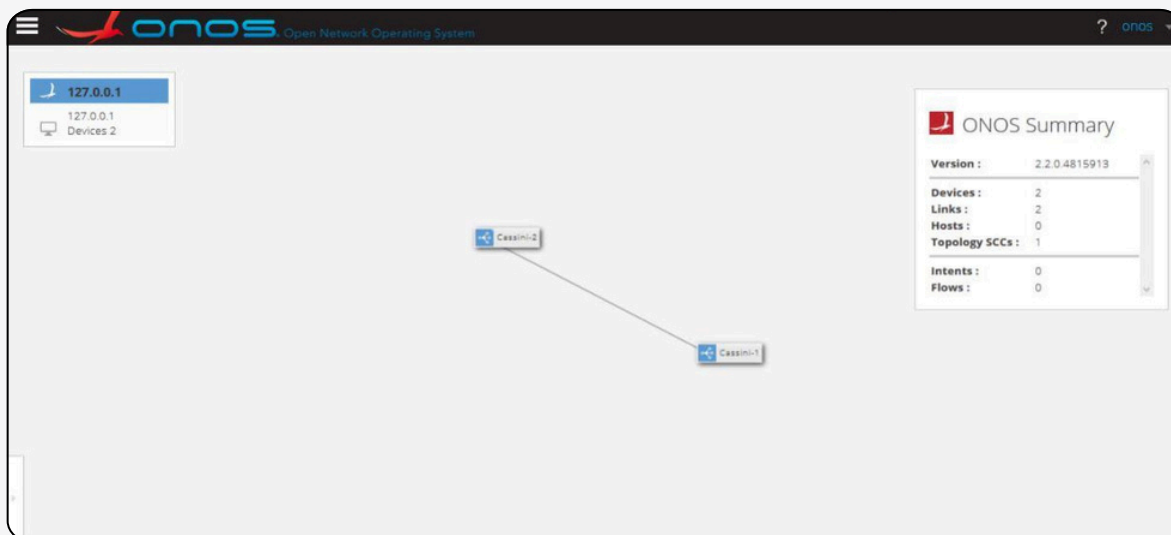 onos. Open Network Operating System
? onos
127.0.0.1
127.0.0.1
Devices 2
ONOS Summary
Version : 2.2.0.4815913
Devices : 2
Links : 2
Hosts : 0
Topology SCCs : 1
Intents : 0
Flows : 0
Cassini-2
Cassini-1